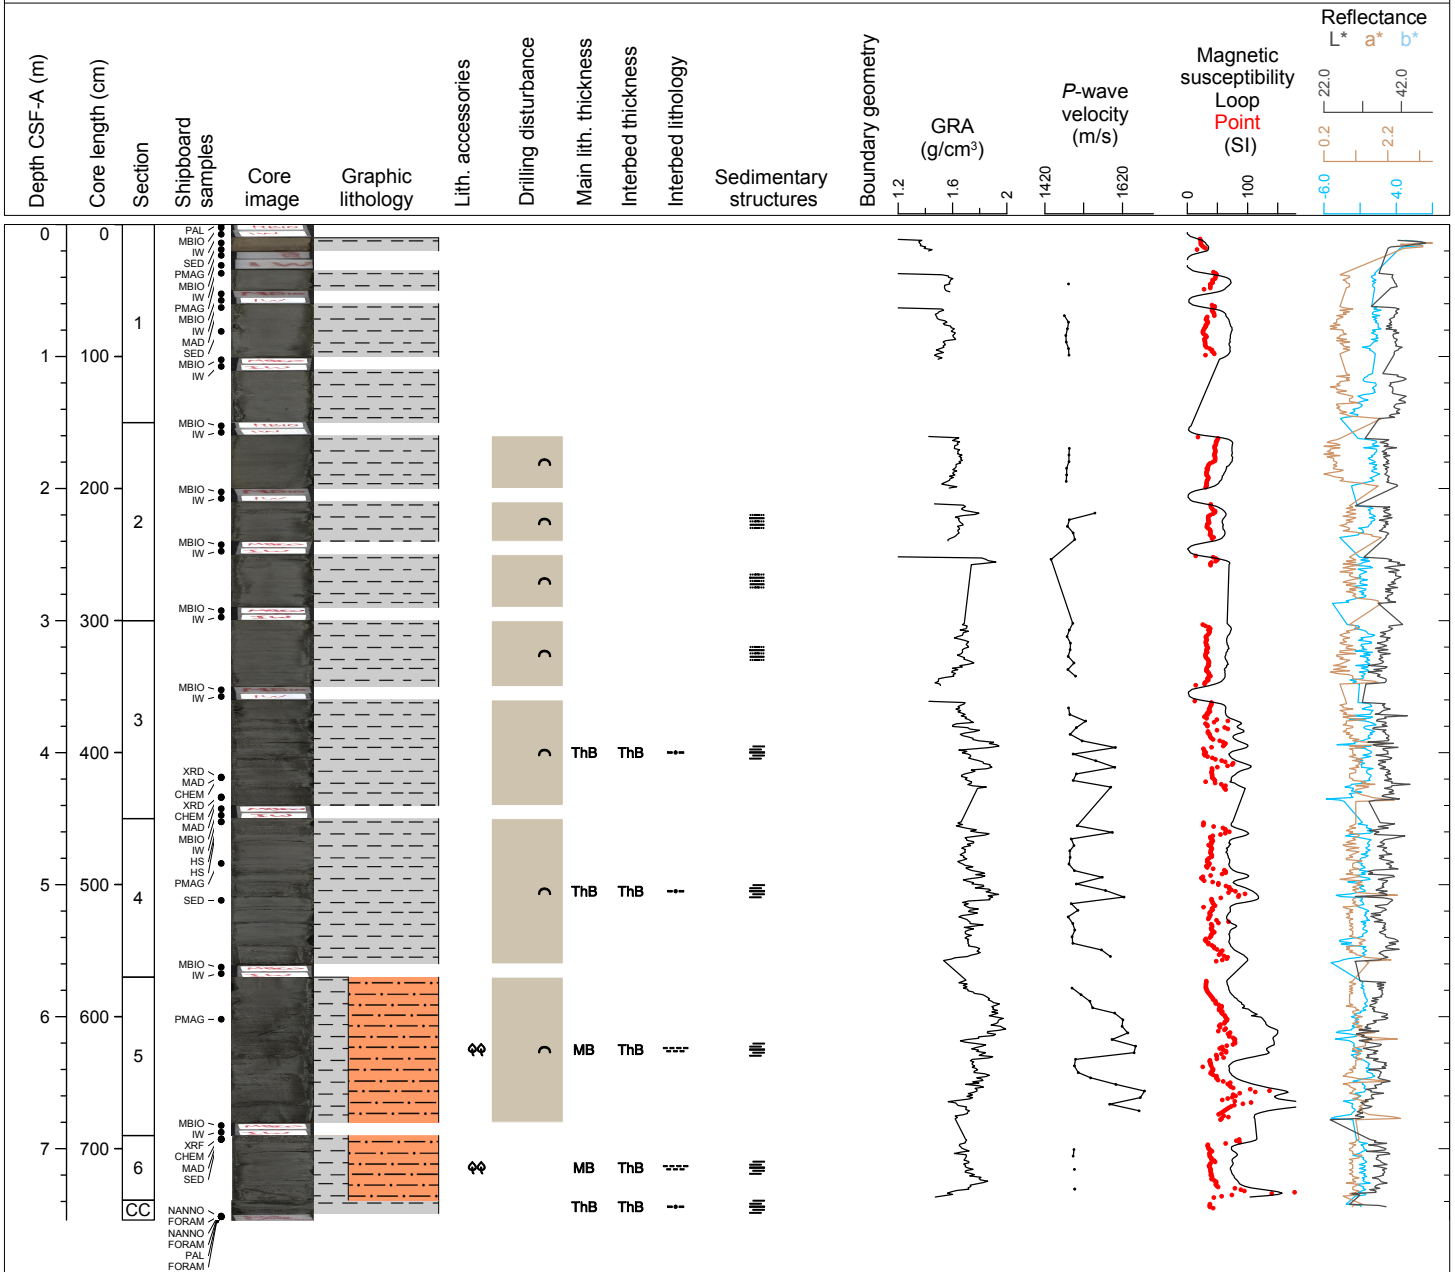 Reflectance
L* a* b*
Magnetic
susceptibility
Loop
Point
(SI)
P-wave
velocity
(m/s)
GRA
(g/cm³)
Depth CSF-A (m)
Core length (cm)
Section
Shipboard
samples
Core
image
Graphic
lithology
Lith. accessories
Drilling disturbance
Main lith. thickness
Interbed thickness
Interbed lithology
Sedimentary
structures
Boundary geometry
1.2 1.6 2
1420 1620
0 100
22.0 42.0
0.2 2.2
-6.0 4.0
0 0
PAL
MBIO
IW
SED
PMAG
MBIO
IW
PMAG
MBIO
1
IW
MAD
SED
1 100
MBIO
IW
MBIO
IW
2 200
MBIO
IW
2
MBIO
IW
MBIO
3 300
IW
MBIO
IW
3
4 400
ThB ThB
XRD
MAD
CHEM
XRD
CHEM
MAD
MBIO
IW
HS
HS
PMAG
5 500
4
ThB ThB
SED
MBIO
IW
6 600
PMAG
5
MB ThB
MBIO
IW
XRF
7 700
CHEM
MAD
SED
6
MB ThB
CC
ThB ThB
NANNO
FORAM
NANNO
FORAM
PAL
FORAM